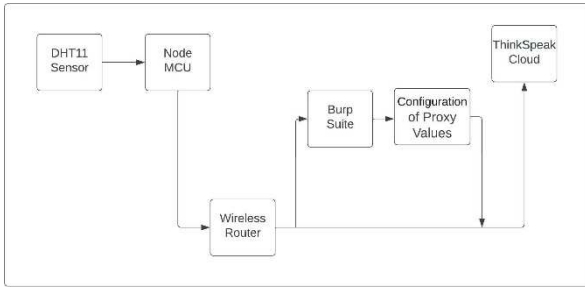 DHT11
Sensor
Node
MCU
ThinkSpeak
Cloud
Burp
Suite
Configuration
of Proxy
Values
Wireless
Router